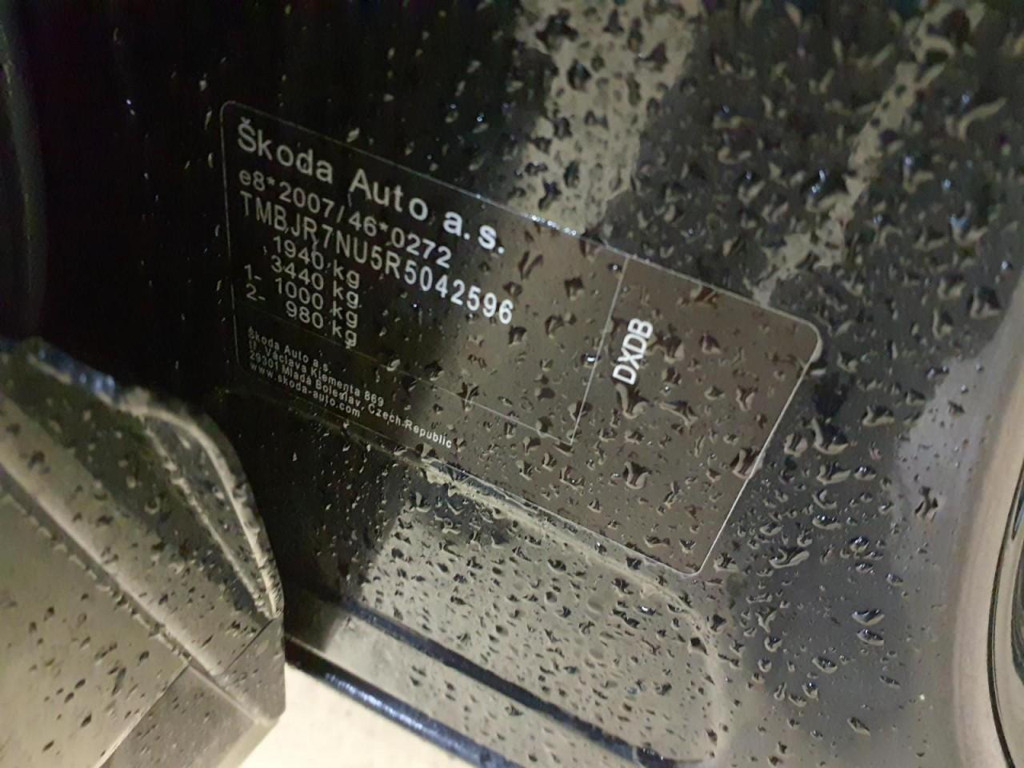 Škoda Auto a.s.
e8*2007/46*0272
TMBJR7NU5R5042596
1940 kg
3440 kg
1- 1000 kg
2- 980 kg
Škoda Auto a.s.
Václava Klementa 869
29301 Mladá Boleslav, Czech Republic
www.skoda-auto.com
DXDB